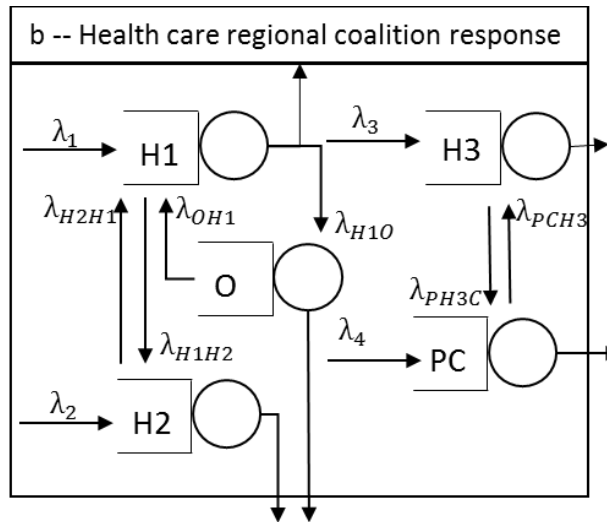 b -- Health care regional coalition response
λ1
H1
λ3
H3
λH2H1
λOH1
λH1O
λPCH3
O
λPH3C
λH1H2
λ4
PC
λ2
H2